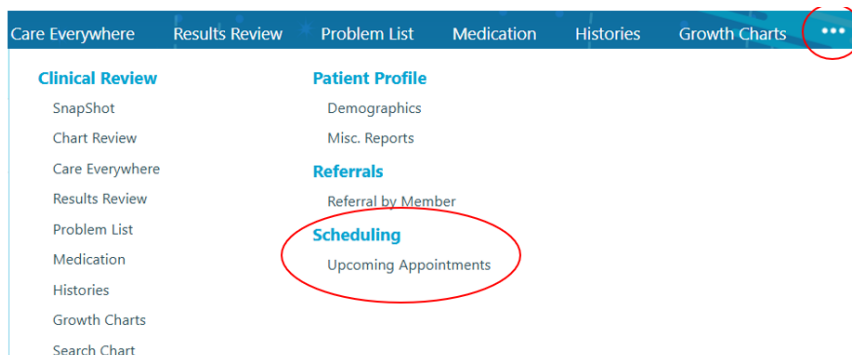 Care Everywhere Results Review Problem List Medication Histories Growth Charts •••
Clinical Review
SnapShot
Chart Review
Care Everywhere
Results Review
Problem List
Medication
Histories
Growth Charts
Search Chart
Patient Profile
Demographics
Misc. Reports
Referrals
Referral by Member
Scheduling
Upcoming Appointments